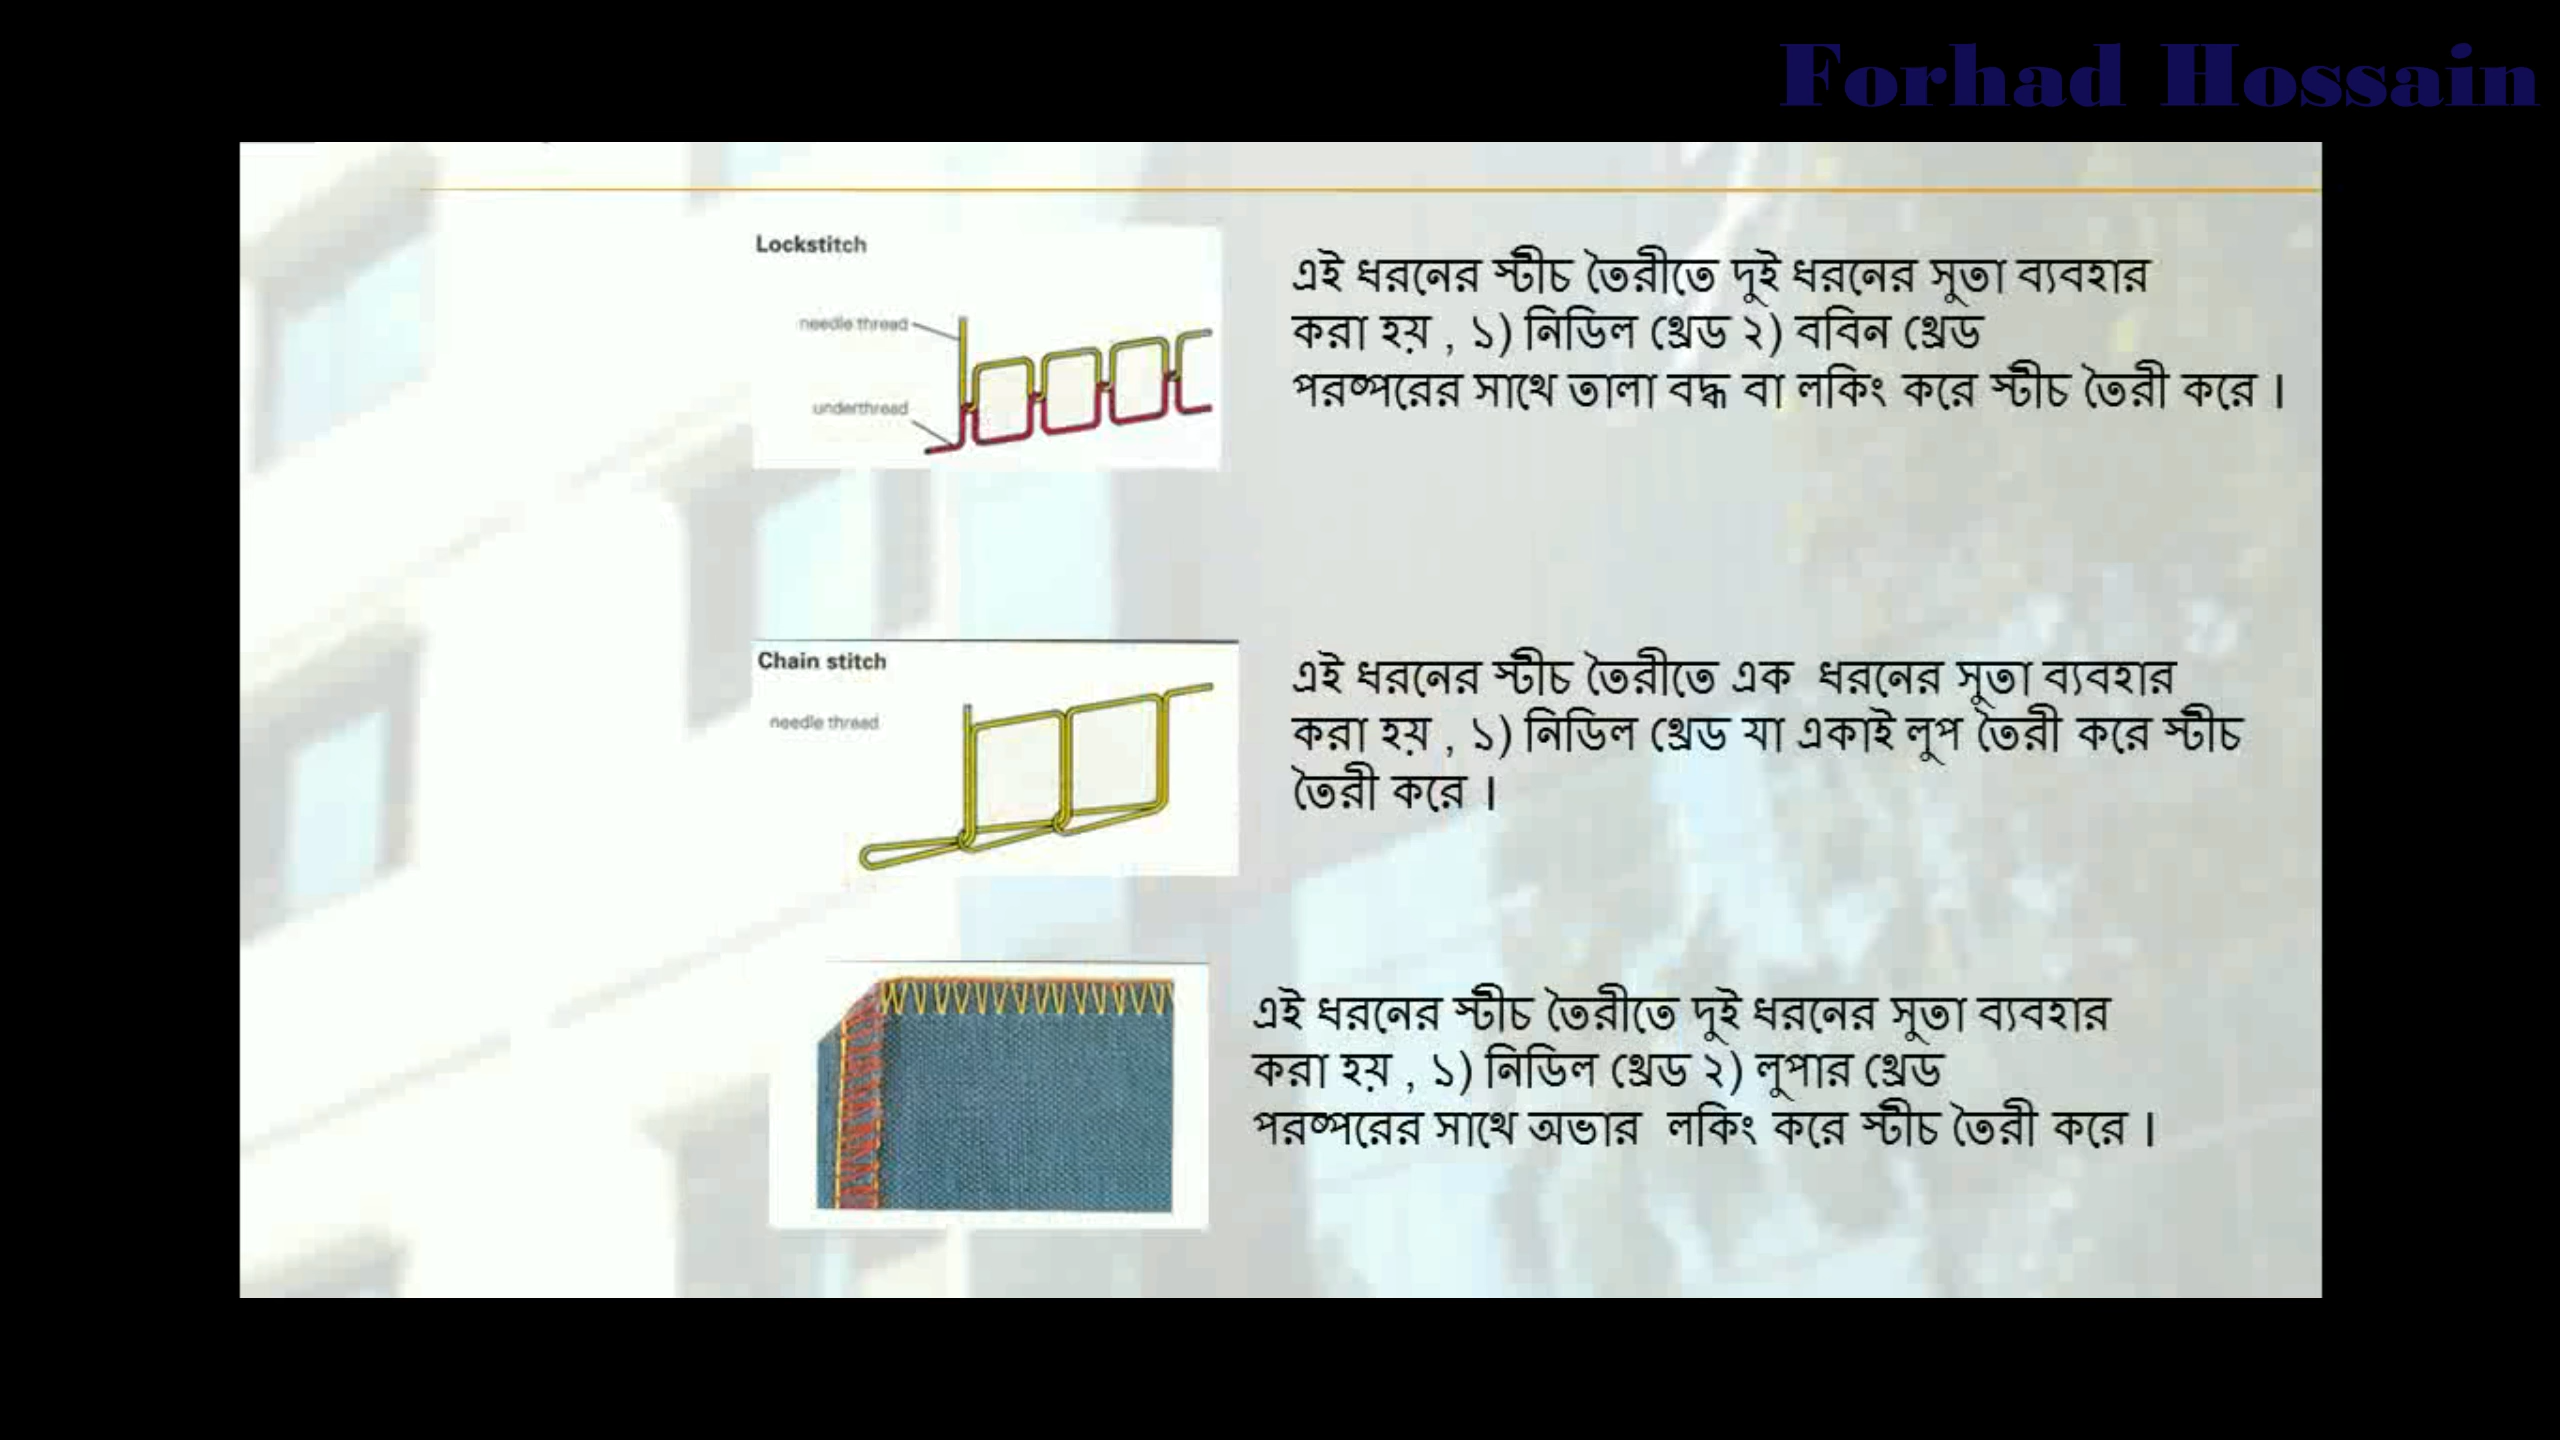 Forhad Hossain
Lockstitch
needle thread
underthread
এই ধরনের স্টীচ তৈরীতে দুই ধরনের সুতা ব্যবহার
করা হয় , ১) নিডিল থ্রেড ২) ববিন থ্রেড
পরষ্পরের সাথে তালা বদ্ধ বা লকিং করে স্টীচ তৈরী করে ।
Chain stitch
needle thread
এই ধরনের স্টীচ তৈরীতে এক ধরনের সুতা ব্যবহার
করা হয় , ১) নিডিল থ্রেড যা একাই লুপ তৈরী করে স্টীচ
তৈরী করে ।
এই ধরনের স্টীচ তৈরীতে দুই ধরনের সুতা ব্যবহার
করা হয় , ১) নিডিল থ্রেড ২) লুপার থ্রেড
পরষ্পরের সাথে অভার লকিং করে স্টীচ তৈরী করে ।